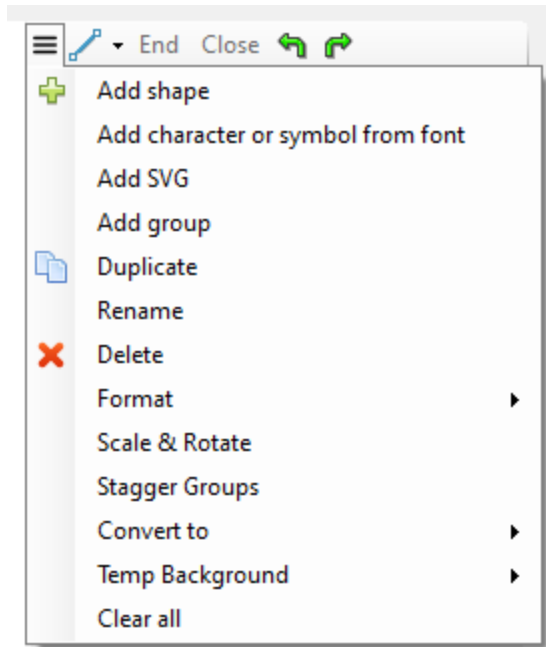 End Close
Add shape
Add character or symbol from font
Add SVG
Add group
Duplicate
Rename
Delete
Format
Scale & Rotate
Stagger Groups
Convert to
Temp Background
Clear all